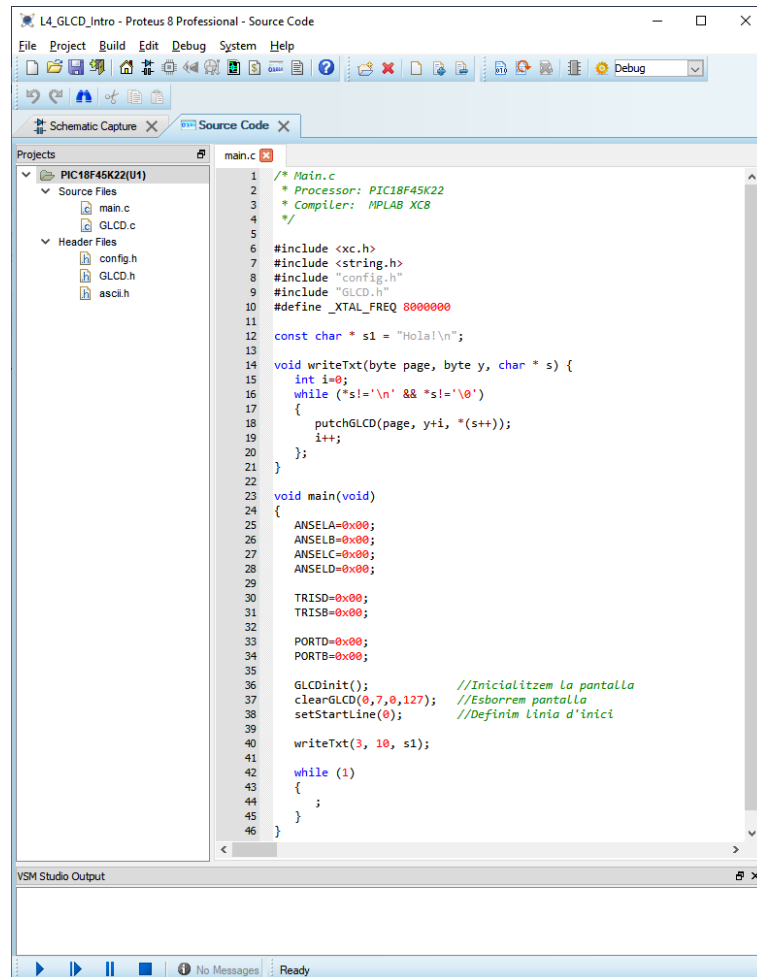 L4_GLCD_Intro - Proteus 8 Professional - Source Code
File Project Build Edit Debug System Help
Debug
Schematic Capture
Source Code
Projects
main.c
PIC18F45K22(U1)
Source Files
main.c
GLCD.c
Header Files
config.h
GLCD.h
ascii.h
1 /* Main.c
2  * Processor: PIC18F45K22
3  * Compiler:  MPLAB XC8
4  */
5
6 #include <xc.h>
7 #include <string.h>
8 #include "config.h"
9 #include "GLCD.h"
10 #define _XTAL_FREQ 8000000
11
12 const char * s1 = "Hola!\n";
13
14 void writeTxt(byte page, byte y, char * s) {
15    int i=0;
16    while (*s!='\n' && *s!='\0')
17    {
18       putchGLCD(page, y+i, *(s++));
19       i++;
20    };
21 }
22
23 void main(void)
24 {
25    ANSELA=0x00;
26    ANSELB=0x00;
27    ANSELC=0x00;
28    ANSELD=0x00;
29
30    TRISD=0x00;
31    TRISB=0x00;
32
33    PORTD=0x00;
34    PORTB=0x00;
35
36    GLCDinit();            //Inicialitzem la pantalla
37    clearGLCD(0,7,0,127);  //Esborrem pantalla
38    setStartLine(0);       //Definim linia d'inici
39
40    writeTxt(3, 10, s1);
41
42    while (1)
43    {
44       ;
45    }
46 }
VSM Studio Output
No Messages
Ready